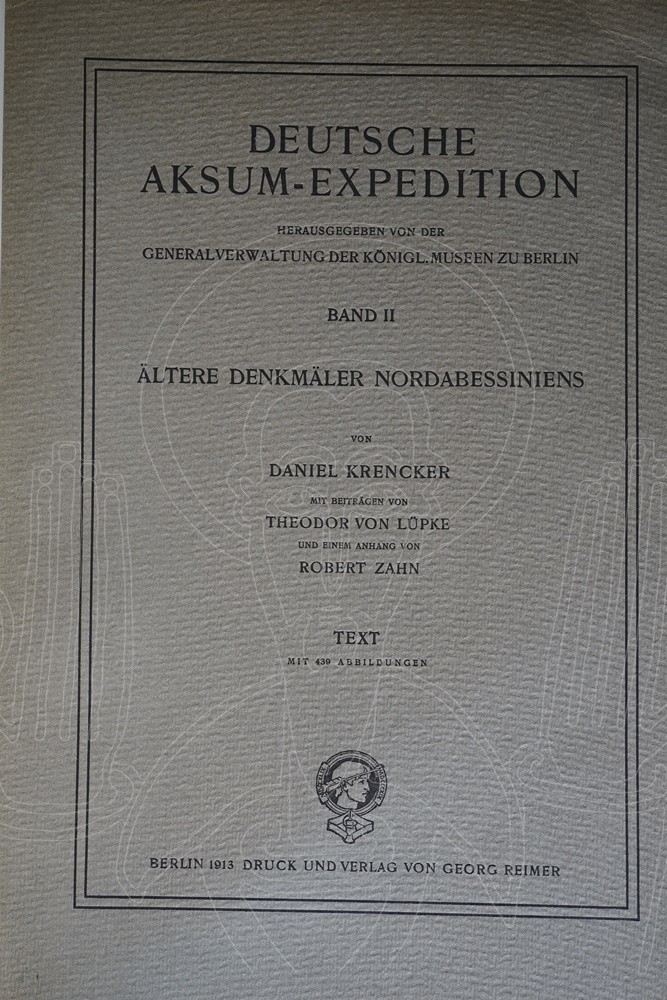 DEUTSCHE
AKSUM-EXPEDITION
HERAUSGEGEBEN VON DER
GENERALVERWALTUNG DER KÖNIGL. MUSEEN ZU BERLIN
BAND II
ÄLTERE DENKMÄLER NORDABESSINIENS
VON
DANIEL KRENCKER
MIT BEITRÄGEN VON
THEODOR VON LÜPKE
UND EINEM ANHANG VON
ROBERT ZAHN
TEXT
MIT 439 ABBILDUNGEN
BERLIN 1913 DRUCK UND VERLAG VON GEORG REIMER